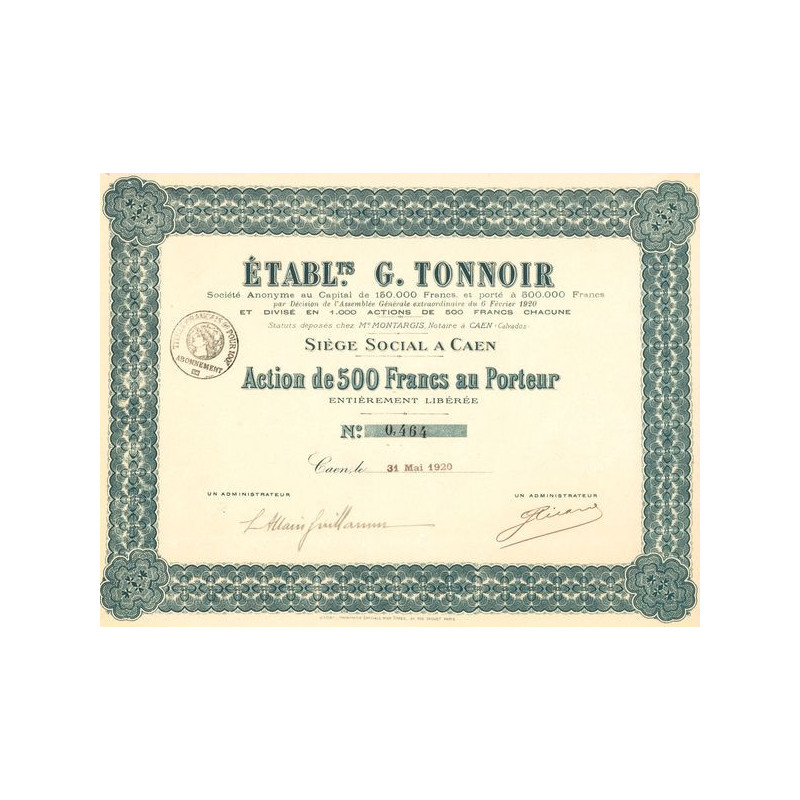 ÉTABLTS. G. TONNOIR
Société Anonyme au Capital de 150.000 Francs, et porté à 500.000 Francs
par Décision de l'Assemblée Générale extraordinaire du 6 Février 1920
ET DIVISÉ EN 1.000 ACTIONS DE 500 FRANCS CHACUNE
Statuts déposés chez Me MONTARGIS, Notaire à CAEN (Calvados)
SIÈGE SOCIAL A CAEN
ABONNEMENT
Action de 500 Francs au Porteur
ENTIÈREMENT LIBÉRÉE
No. 0,464
Caen, le 31 Mai 1920
UN ADMINISTRATEUR
UN ADMINISTRATEUR